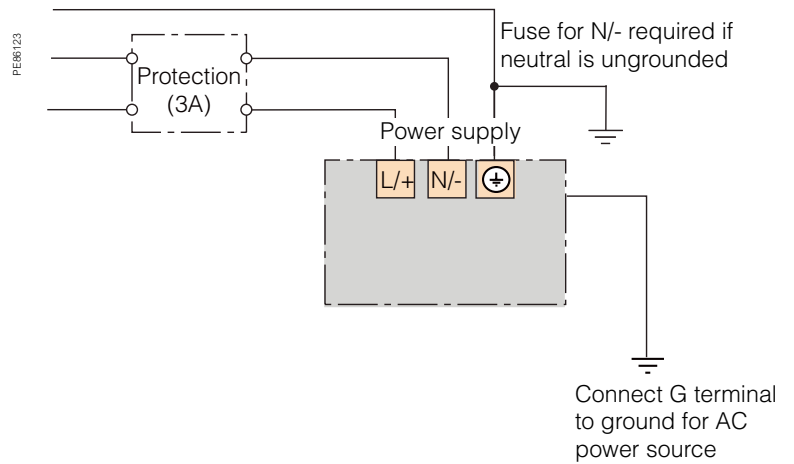 PE86123
Fuse for N/- required if
neutral is ungrounded
Protection
(3A)
Power supply
L/+ N/-
Connect G terminal
to ground for AC
power source